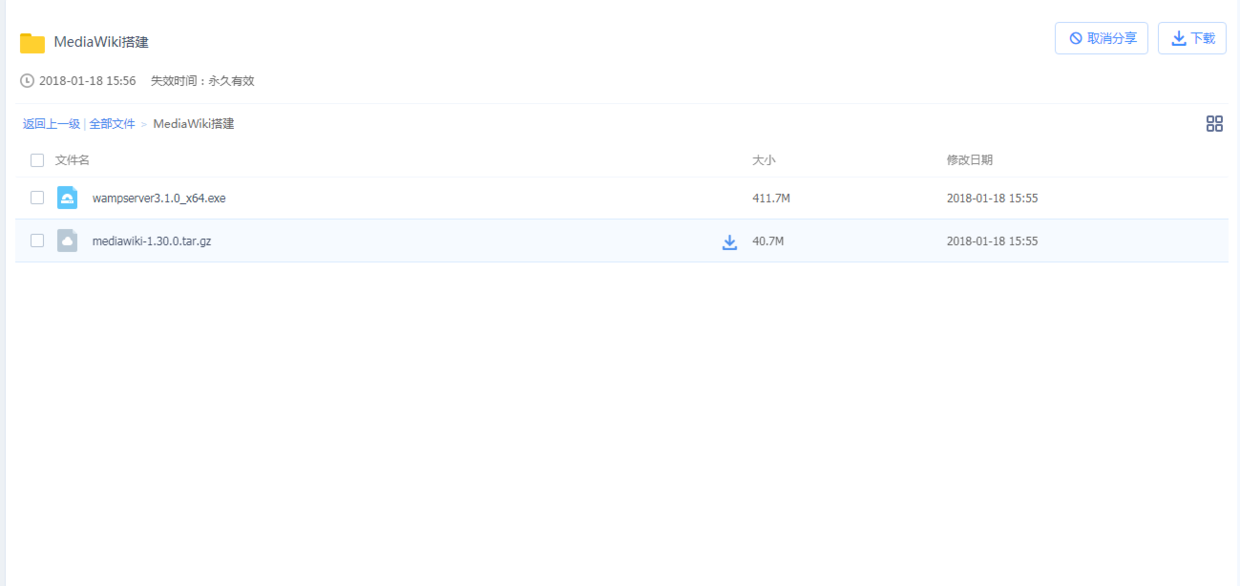 MediaWiki搭建
取消分享 下载
2018-01-18 15:56 失效时间：永久有效
返回上一级 | 全部文件 > MediaWiki搭建
文件名 大小 修改日期
wampserver3.1.0_x64.exe 411.7M 2018-01-18 15:55
mediawiki-1.30.0.tar.gz 40.7M 2018-01-18 15:55